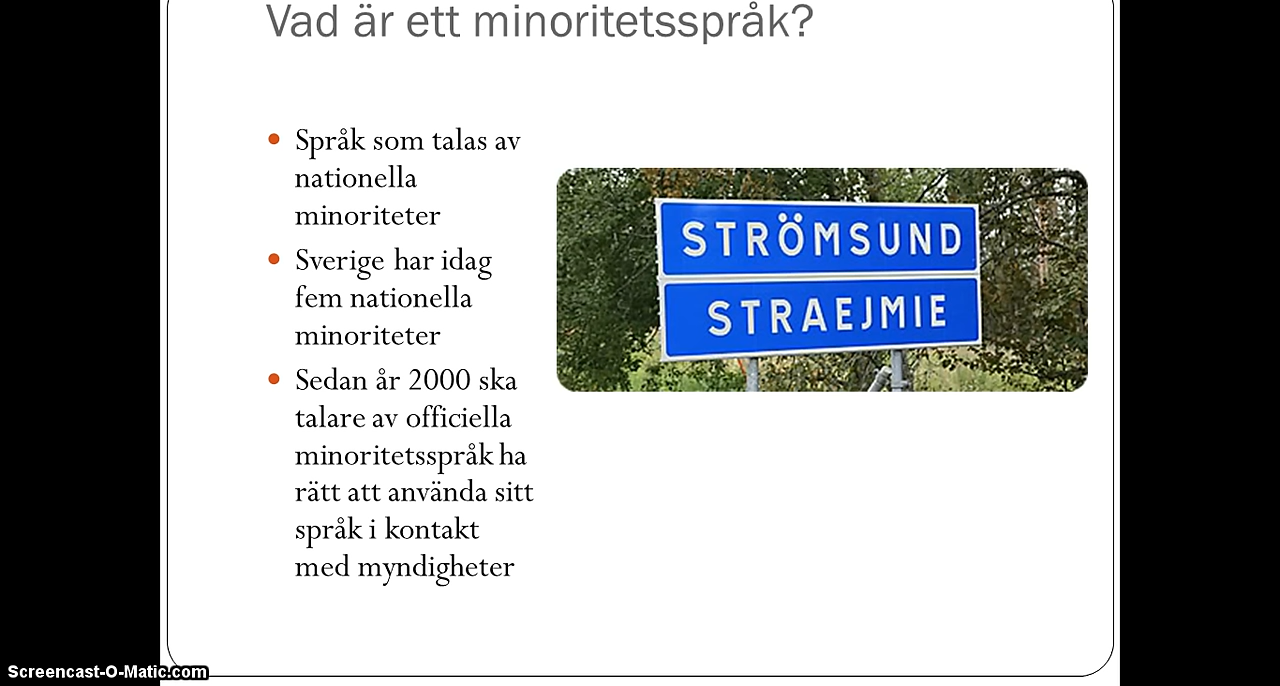 Vad är ett minoritetsspråk?
Språk som talas av
nationella
minoriteter
Sverige har idag
fem nationella
minoriteter
Sedan år 2000 ska
talare av officiella
minoritetsspråk ha
rätt att använda sitt
språk i kontakt
med myndigheter
STRÖMSUND
STRAEJMIE
Screencast-O-Matic.com